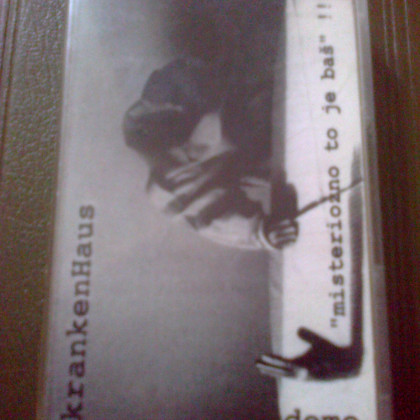 krankenHaus
"misteriozno to je baš" !!
demo